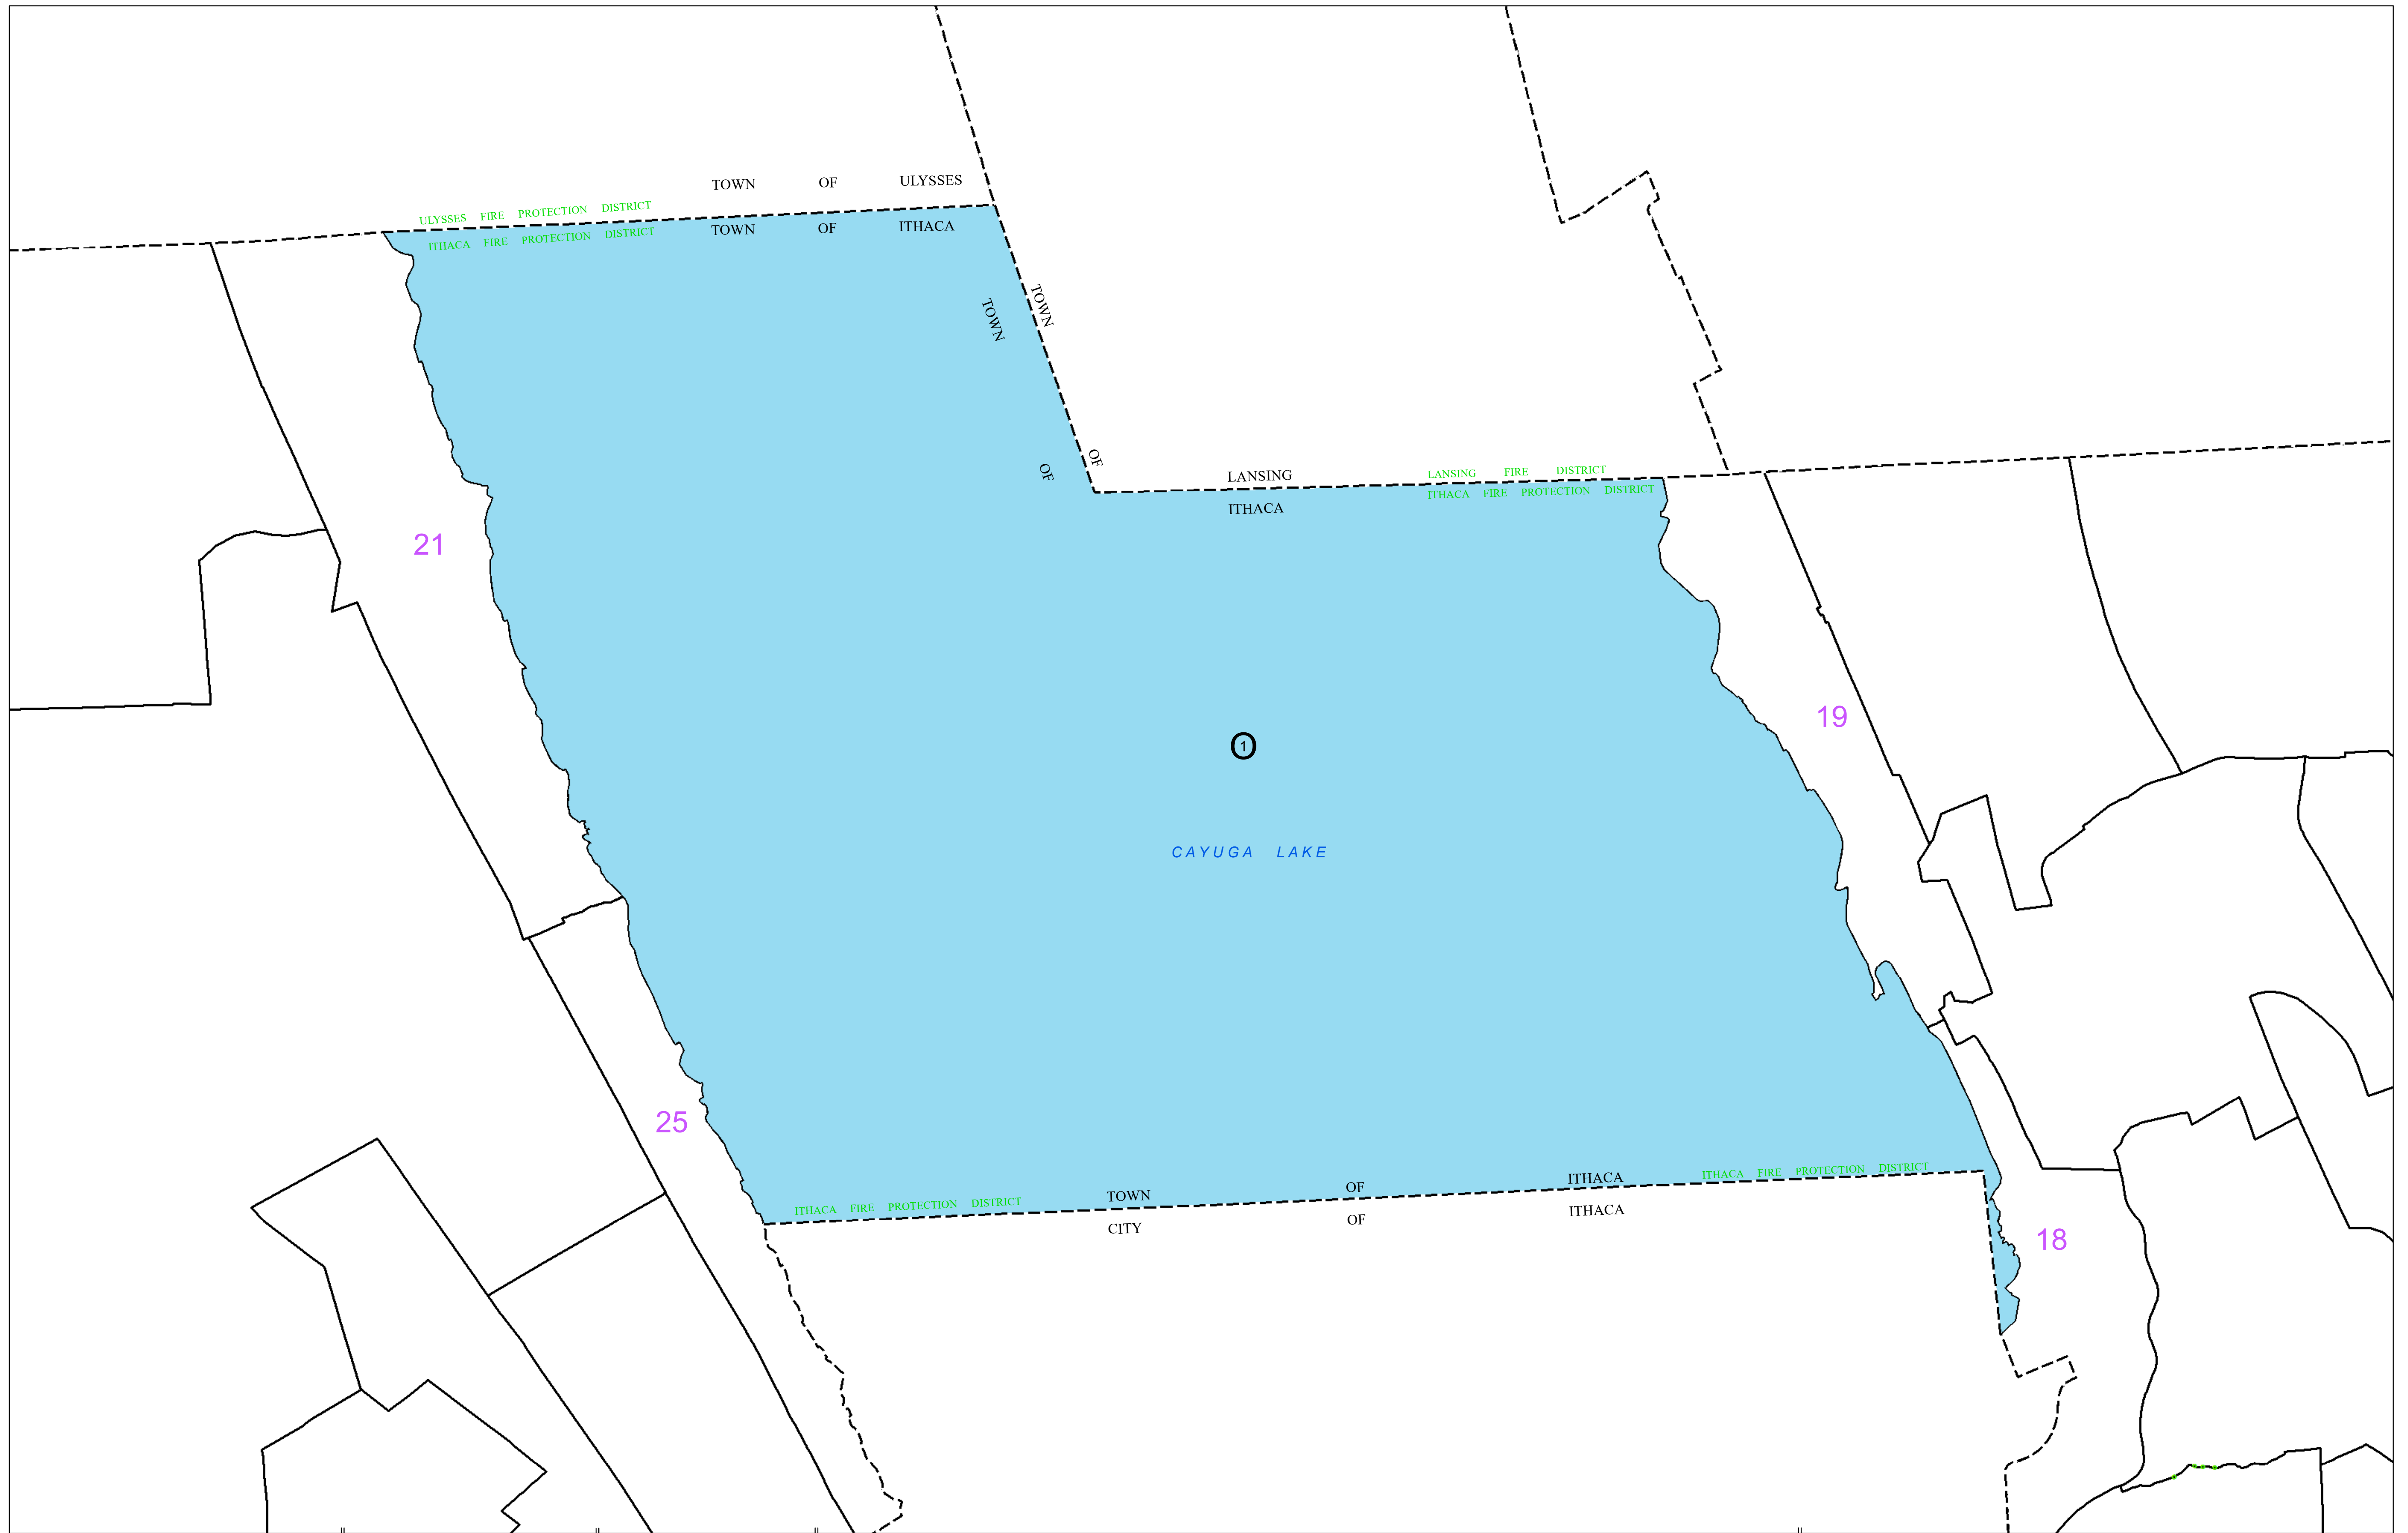 TOWN OF ULYSSES
ULYSSES FIRE PROTECTION DISTRICT
TOWN OF ITHACA
ITHACA FIRE PROTECTION DISTRICT
TOWN OF LANSING
TOWN OF ITHACA
LANSING FIRE DISTRICT
ITHACA FIRE PROTECTION DISTRICT
21
19
1
CAYUGA LAKE
25
ITHACA FIRE PROTECTION DISTRICT
TOWN OF ITHACA
ITHACA FIRE PROTECTION DISTRICT
CITY OF ITHACA
18